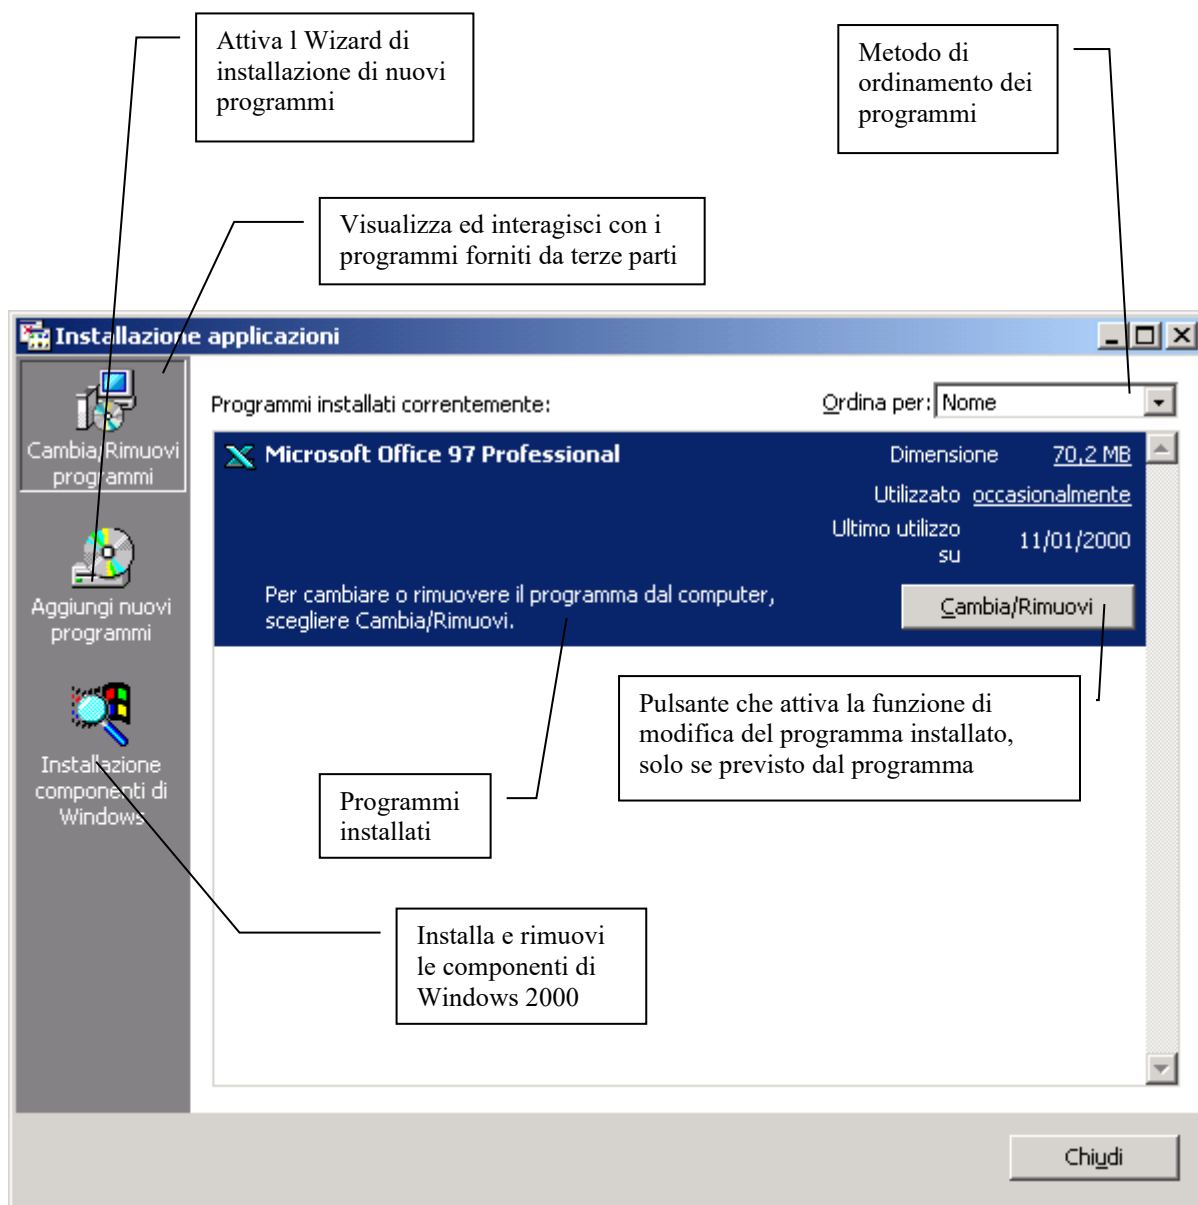 Attiva l Wizard di
installazione di nuovi
programmi
Metodo di
ordinamento dei
programmi
Visualizza ed interagisci con i
programmi forniti da terze parti
Installazione applicazioni
Cambia/Rimuovi
programmi
Aggiungi nuovi
programmi
Installazione
componenti di
Windows
Programmi installati correntemente:
Ordina per: Nome
Microsoft Office 97 Professional
Dimensione 70,2 MB
Utilizzato occasionalmente
Ultimo utilizzo
su 11/01/2000
Per cambiare o rimuovere il programma dal computer,
scegliere Cambia/Rimuovi.
Cambia/Rimuovi
Pulsante che attiva la funzione di
modifica del programma installato,
solo se previsto dal programma
Programmi
installati
Installa e rimuovi
le componenti di
Windows 2000
Chiudi